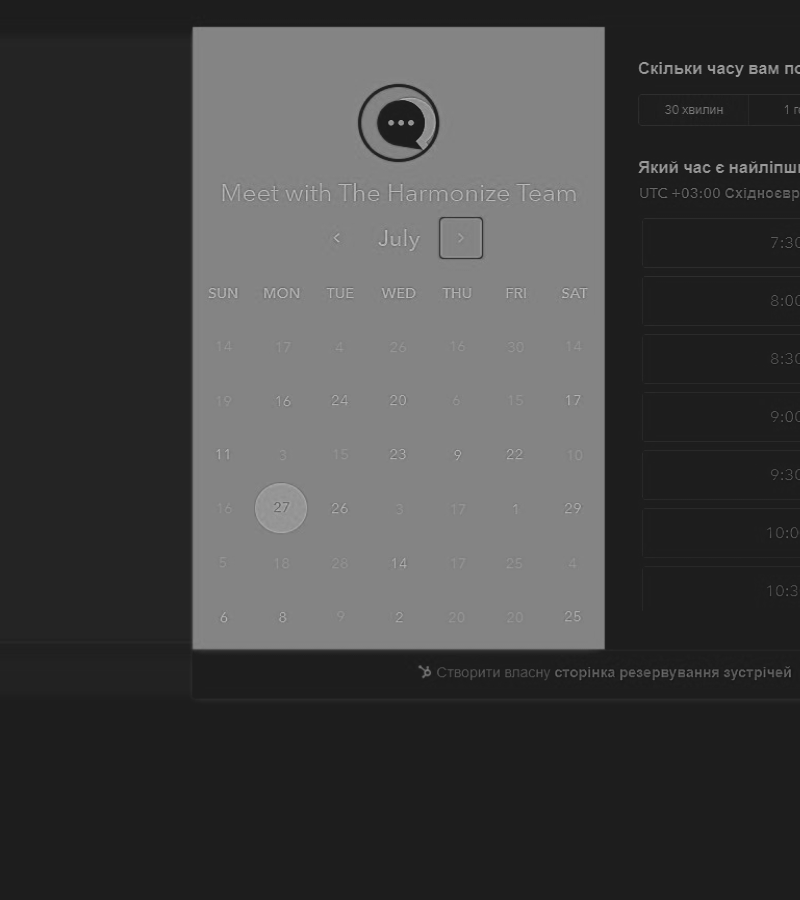 Meet with The Harmonize Team
July
SUN MON TUE WED THU FRI SAT
14 17 4 26 16 30 14
19 16 24 20 6 15 17
11 3 15 23 9 22 10
16 27 26 3 17 1 29
5 18 28 14 17 25 4
6 8 9 2 20 20 25
Скільки часу вам
30 хвилин 1
Який час є
UTC +03:00
7:30
8:00
8:30
9:00
9:30
10:0
10:3
Створити власну сторінка резервування зустрічей